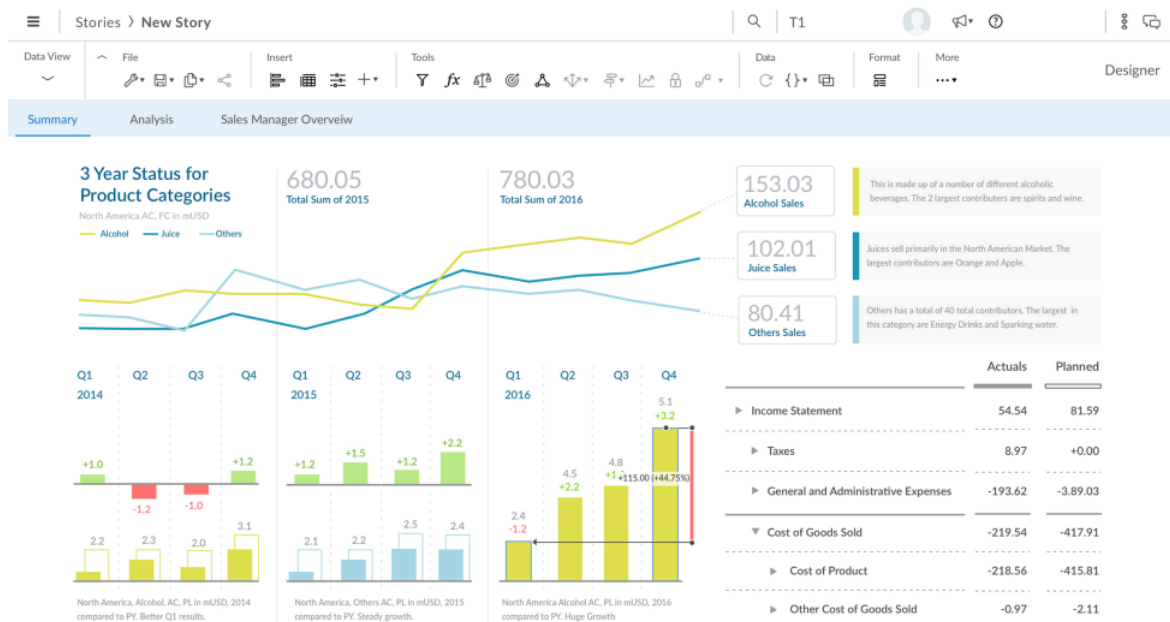 Stories > New Story
T1
Data View
File
Insert
Tools
Data
Format
More
fx
{}
Designer
Summary
Analysis
Sales Manager Overveiw
3 Year Status for
Product Categories
North America AC, FC in mUSD
Alcohol
Juice
Others
680.05
Total Sum of 2015
780.03
Total Sum of 2016
153.03
Alcohol Sales
This is made up of a number of different alcoholic
beverages. The 2 largest contributers are spirits and wine.
102.01
Juice Sales
Juices sell primarily in the North American Market. The
largest contributors are Orange and Apple.
80.41
Others Sales
Others has a total of 40 total contributors. The largest in
this category are Energy Drinks and Sparking water.
Q1 Q2 Q3 Q4
2014
+1.0
-1.2
-1.0
+1.2
2.2
2.3
2.0
3.1
North America, Alcohol, AC, PL in mUSD, 2014
compared to PY. Better Q1 results.
Q1 Q2 Q3 Q4
2015
+1.2
+1.5
+1.2
+2.2
2.1
2.2
2.5
2.4
North America, Others AC, PL in mUSD, 2015
compared to PY. Steady growth.
Q1 Q2 Q3 Q4
2016
2.4
-1.2
4.5
+2.2
4.8
5.1
+3.2
+115.00 (+44.75%)
North America Alcohol AC, PL in mUSD, 2016
compared to PY. Huge Growth
Actuals Planned
Income Statement 54.54 81.59
Taxes 8.97 +0.00
General and Administrative Expenses -193.62 -3.89.03
Cost of Goods Sold -219.54 -417.91
Cost of Product -218.56 -415.81
Other Cost of Goods Sold -0.97 -2.11